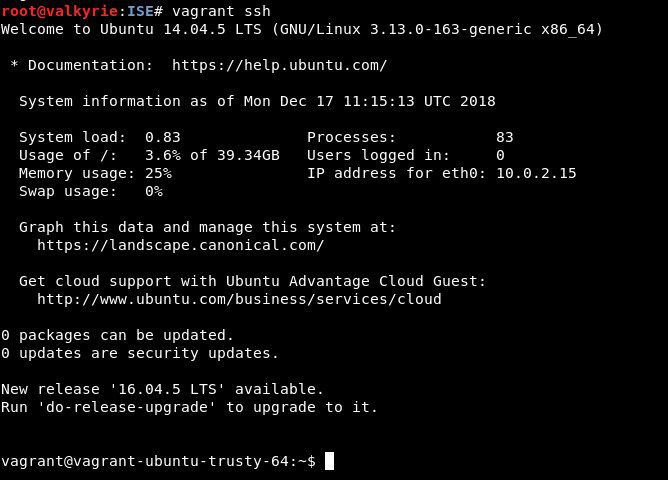 root@valkyrie:ISE# vagrant ssh
Welcome to Ubuntu 14.04.5 LTS (GNU/Linux 3.13.0-163-generic x86_64)
* Documentation:  https://help.ubuntu.com/
System information as of Mon Dec 17 11:15:13 UTC 2018
System load:  0.83              Processes:           83
Usage of /:   3.6% of 39.34GB   Users logged in:     0
Memory usage: 25%               IP address for eth0: 10.0.2.15
Swap usage:   0%
Graph this data and manage this system at:
https://landscape.canonical.com/
Get cloud support with Ubuntu Advantage Cloud Guest:
http://www.ubuntu.com/business/services/cloud
0 packages can be updated.
0 updates are security updates.
New release '16.04.5 LTS' available.
Run 'do-release-upgrade' to upgrade to it.
vagrant@vagrant-ubuntu-trusty-64:~$